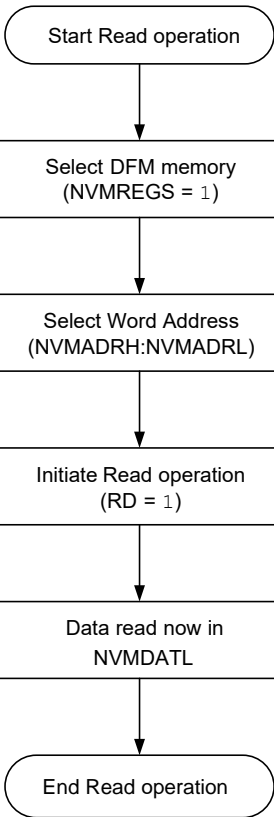 Start Read operation
Select DFM memory
(NVMREGS = 1)
Select Word Address
(NVMADRH:NVMADRL)
Initiate Read operation
(RD = 1)
Data read now in
NVMDATL
End Read operation